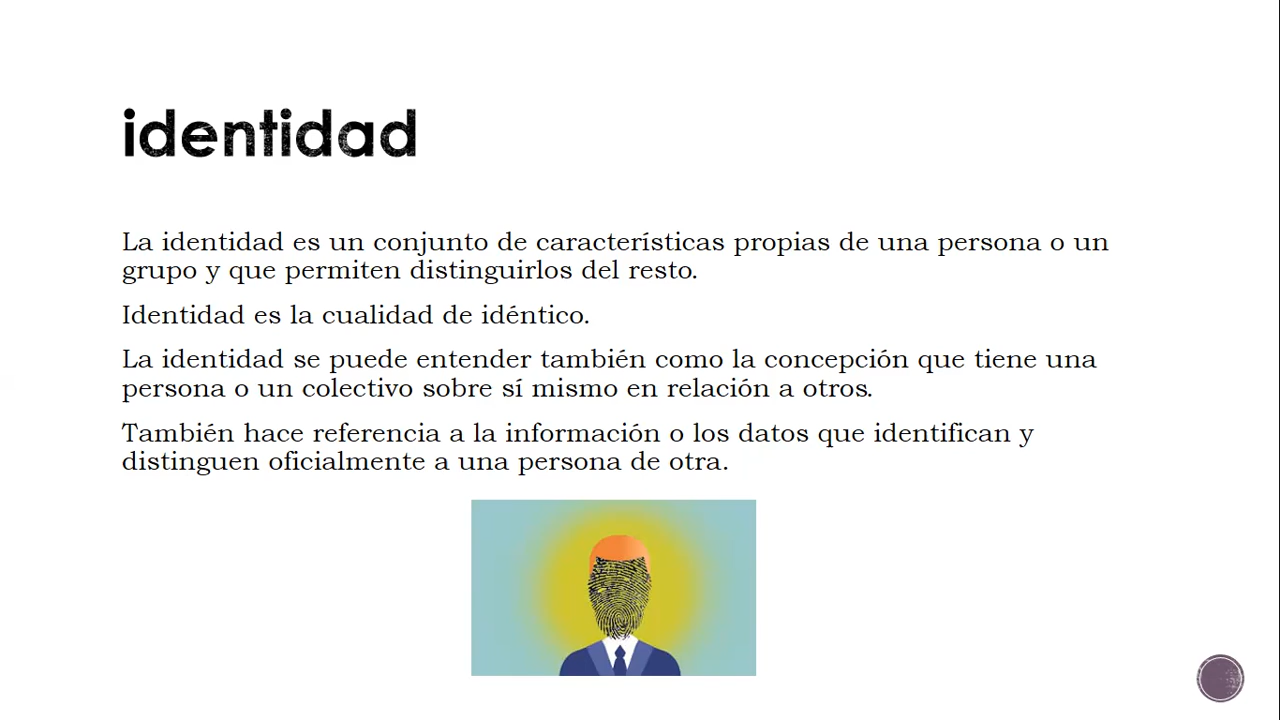 identidad
La identidad es un conjunto de características propias de una persona o un
grupo y que permiten distinguirlos del resto.
Identidad es la cualidad de idéntico.
La identidad se puede entender también como la concepción que tiene una
persona o un colectivo sobre sí mismo en relación a otros.
También hace referencia a la información o los datos que identifican y
distinguen oficialmente a una persona de otra.